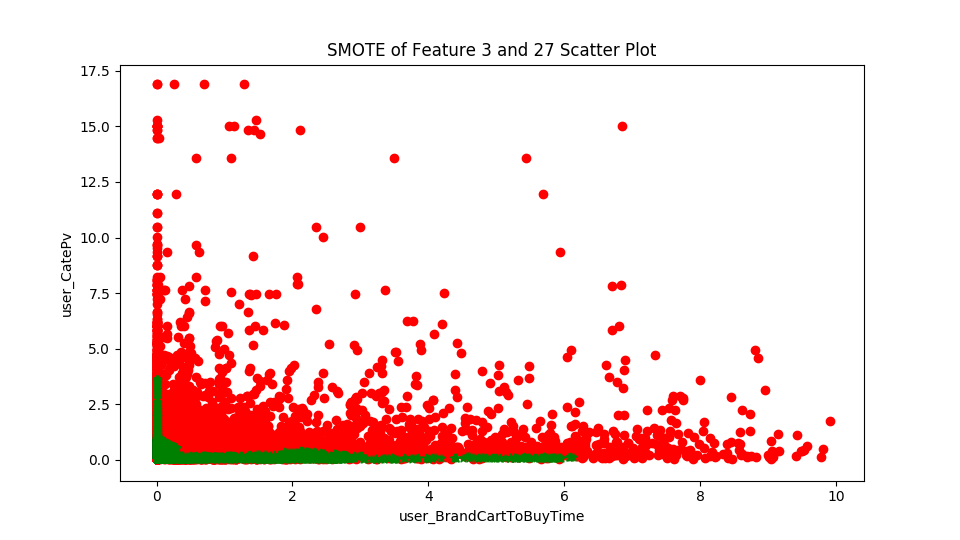 SMOTE of Feature 3 and 27 Scatter Plot
17.5
15.0
12.5
10.0
7.5
5.0
2.5
0.0
user_CatePv
0 2 4 6 8 10
user_BrandCartToBuyTime